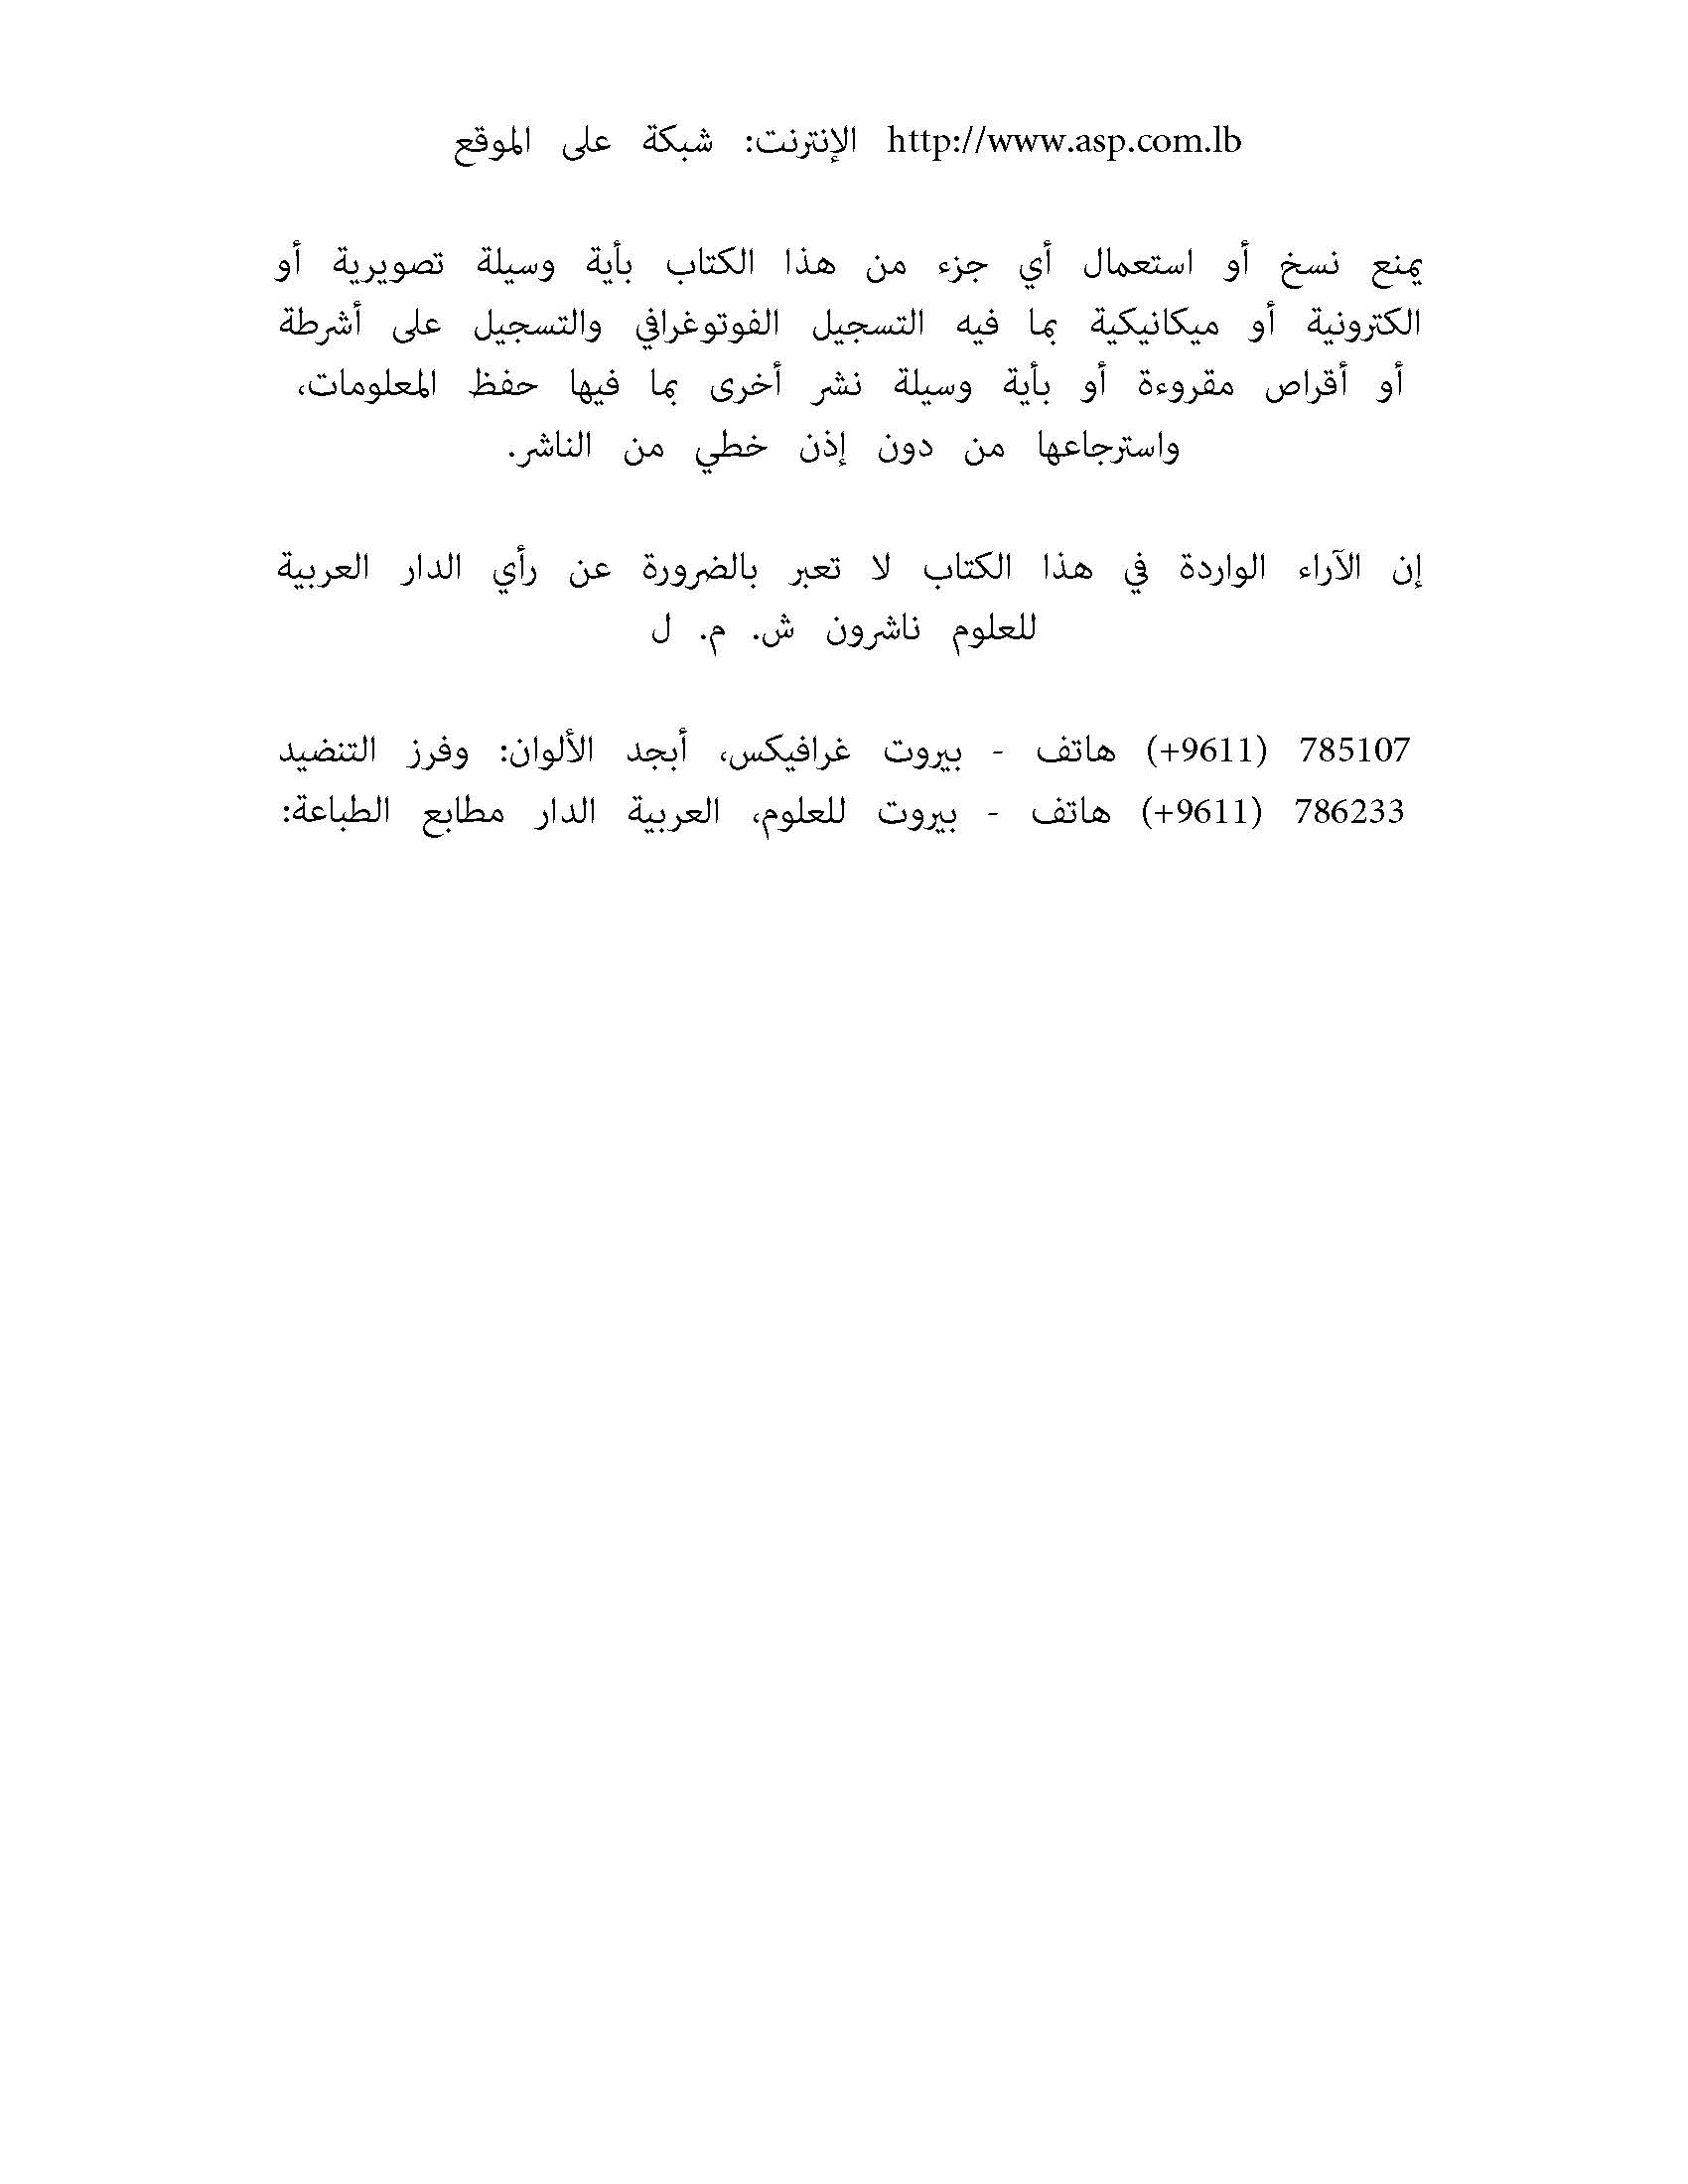 الموقع على شبكة الإنترنت: http://www.asp.com.lb
يمنع نسخ أو استعمال أي جزء من هذا الكتاب بأية وسيلة تصويرية أو
الكترونية أو ميكانيكية بما فيه التسجيل الفوتوغرافي والتسجيل على أشرطة
أو أقراص مقروءة أو بأية وسيلة نشر أخرى بما فيها حفظ المعلومات،
واسترجاعها من دون إذن خطي من الناشر.
إن الآراء الواردة في هذا الكتاب لا تعبر بالضرورة عن رأي الدار العربية
للعلوم ناشرون ش. م. ل
التنضيد وفرز الألوان: أبجد غرافيكس، بيروت - هاتف (+9611) 785107
الطباعة: مطابع الدار العربية للعلوم، بيروت - هاتف (+9611) 786233